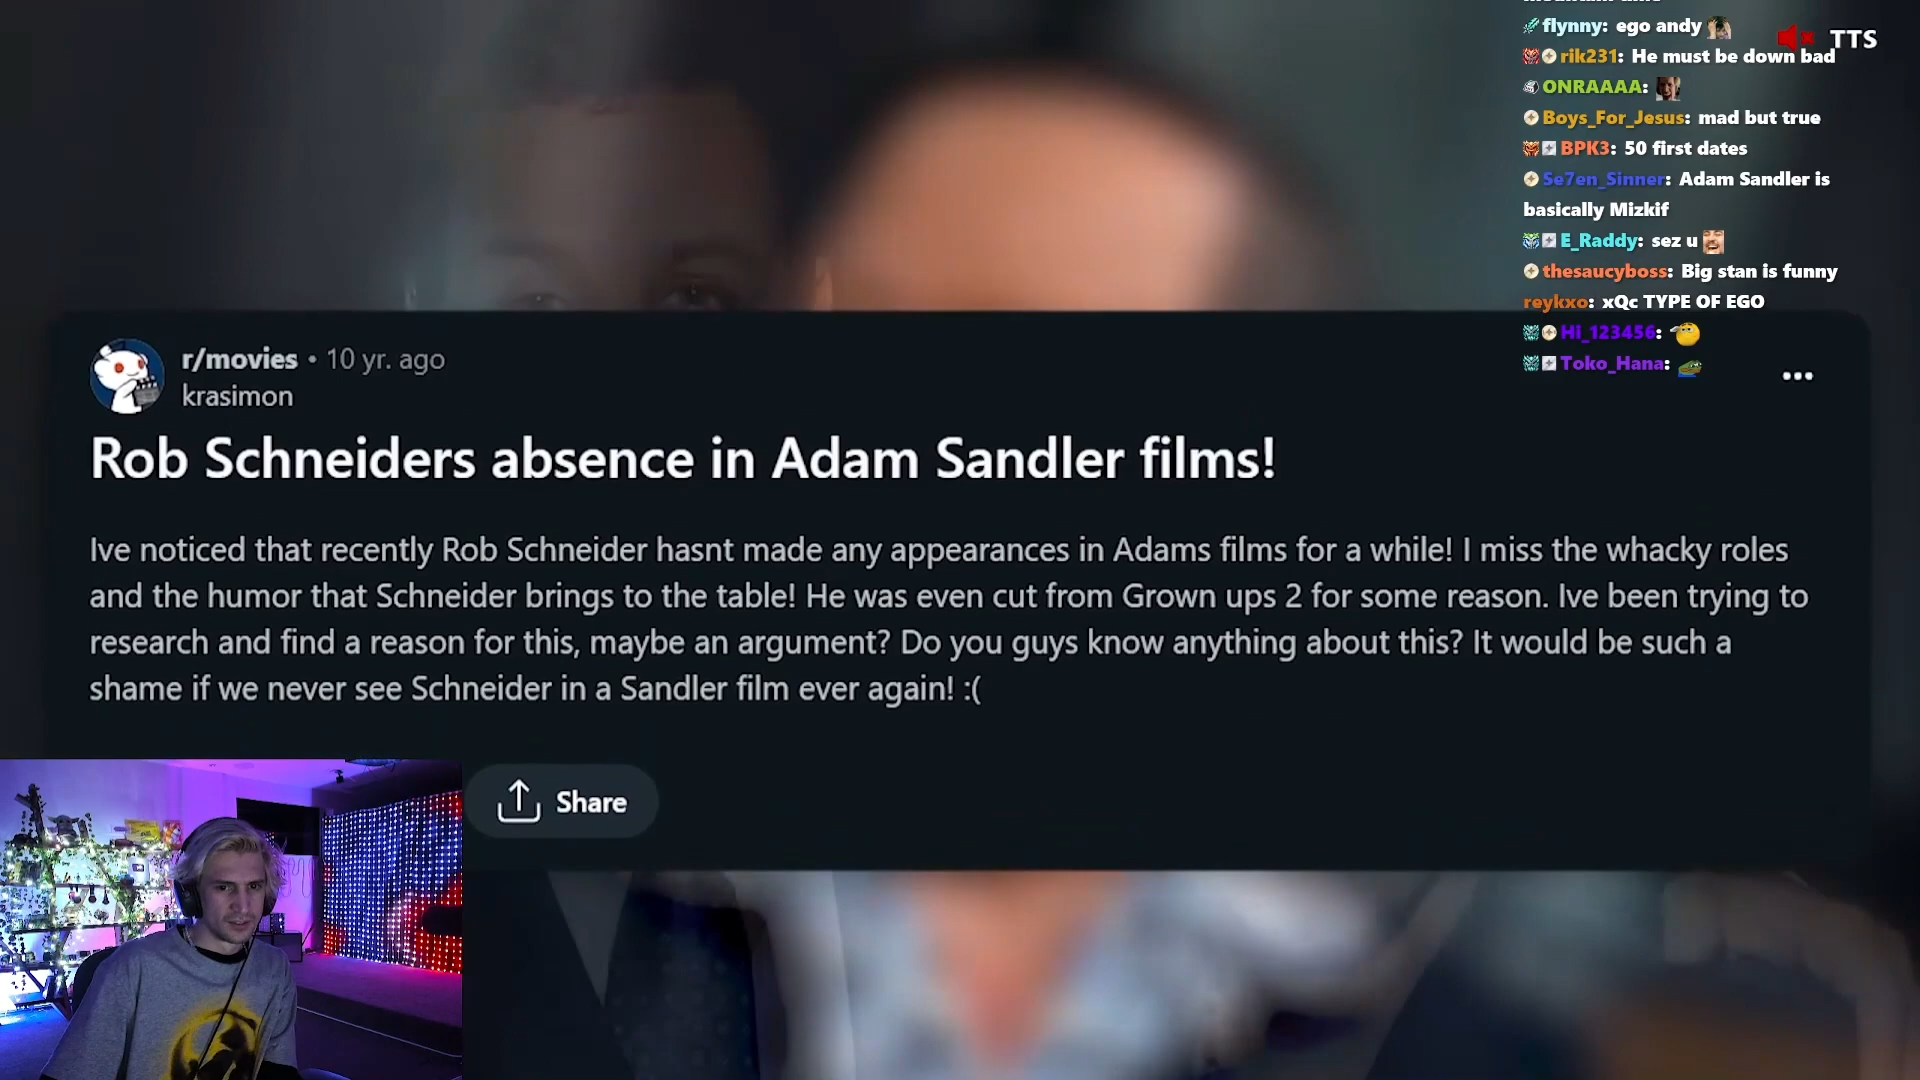 flynny: ego andy
TTS
rik231: He must be down bad
ONRAAAA:
Boys_For_Jesus: mad but true
BPK3: 50 first dates
Se7en_Sinner: Adam Sandler is
basically Mizkif
E_Raddy: sez u
thesaucyboss: Big stan is funny
reykxo: xQc TYPE OF EGO
Hi_123456:
Toko_Hana:
r/movies • 10 yr. ago
krasimon
Rob Schneiders absence in Adam Sandler films!
Ive noticed that recently Rob Schneider hasnt made any appearances in Adams films for a while! I miss the whacky roles
and the humor that Schneider brings to the table! He was even cut from Grown ups 2 for some reason. Ive been trying to
research and find a reason for this, maybe an argument? Do you guys know anything about this? It would be such a
shame if we never see Schneider in a Sandler film ever again! :(
Share